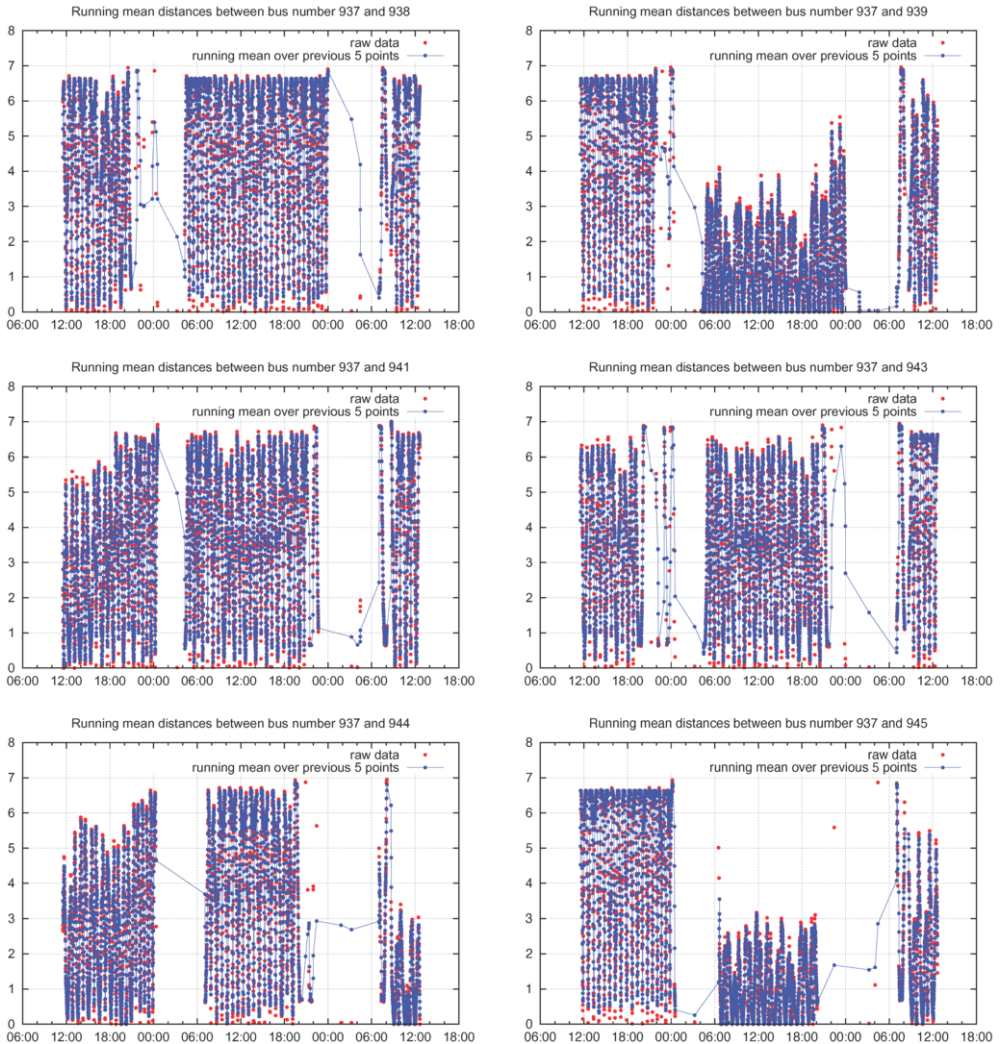 Running mean distances between bus number 937 and 938
8
7
6
5
4
3
2
1
0
raw data
running mean over previous 5 points
06:00 12:00 18:00 00:00 06:00 12:00 18:00 00:00 06:00 12:00 18:00
Running mean distances between bus number 937 and 939
8
7
6
5
4
3
2
1
0
raw data
running mean over previous 5 points
06:00 12:00 18:00 00:00 06:00 12:00 18:00 00:00 06:00 12:00 18:00
Running mean distances between bus number 937 and 941
8
7
6
5
4
3
2
1
0
raw data
running mean over previous 5 points
06:00 12:00 18:00 00:00 06:00 12:00 18:00 00:00 06:00 12:00 18:00
Running mean distances between bus number 937 and 943
8
7
6
5
4
3
2
1
0
raw data
running mean over previous 5 points
06:00 12:00 18:00 00:00 06:00 12:00 18:00 00:00 06:00 12:00 18:00
Running mean distances between bus number 937 and 944
8
7
6
5
4
3
2
1
0
raw data
running mean over previous 5 points
06:00 12:00 18:00 00:00 06:00 12:00 18:00 00:00 06:00 12:00 18:00
Running mean distances between bus number 937 and 945
8
7
6
5
4
3
2
1
0
raw data
running mean over previous 5 points
06:00 12:00 18:00 00:00 06:00 12:00 18:00 00:00 06:00 12:00 18:00